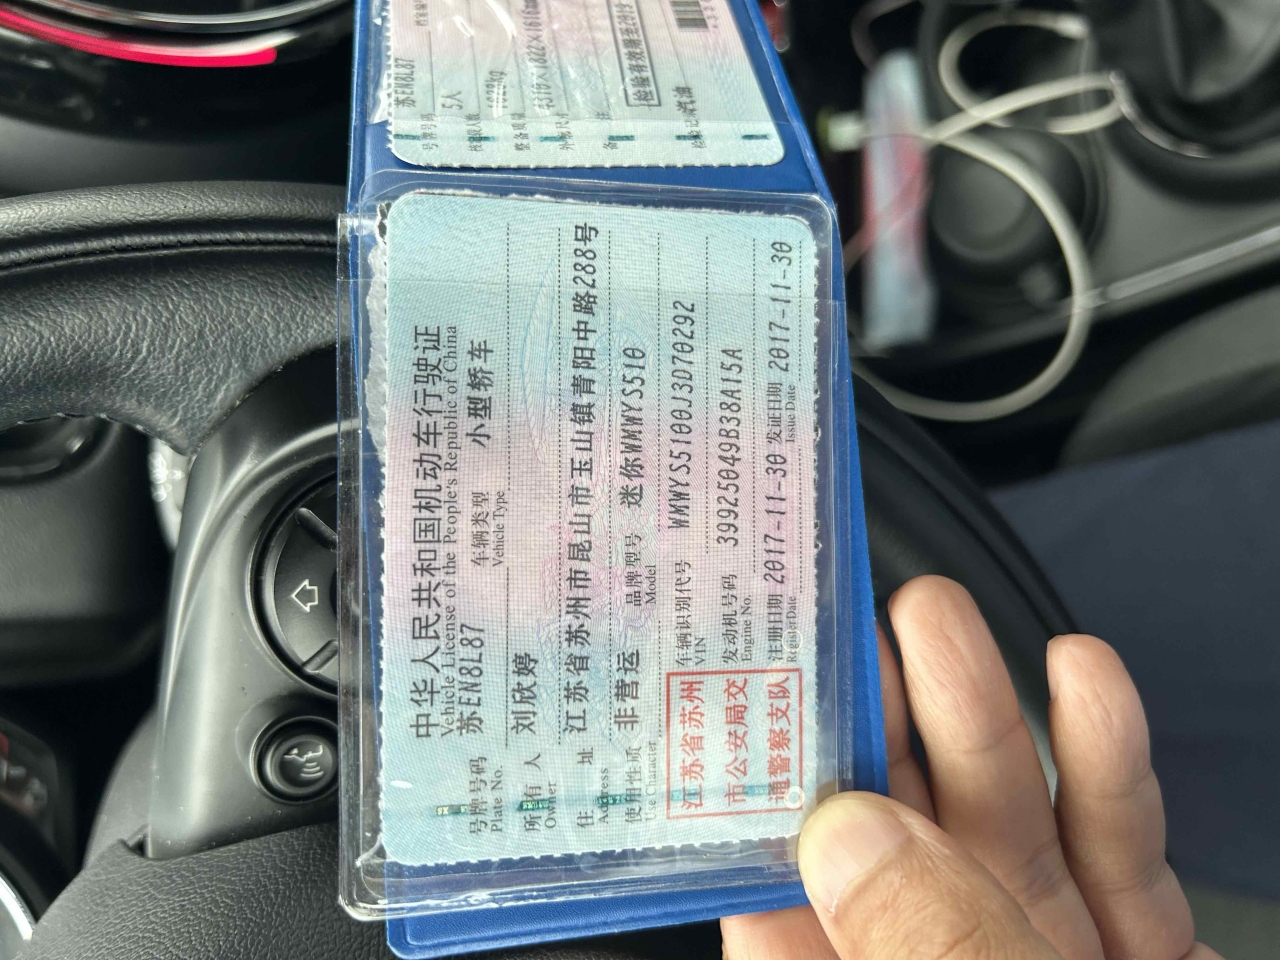 中华人民共和国机动车行驶证
Vehicle License of the People's Republic of China
号牌号码 苏EN8L87 车辆类型 小型轿车
Plate No. Vehicle Type
所有人 刘欣婷
Owner
住址 江苏省苏州市昆山市玉山镇青阳中路288号
Address
使用性质 非营运 品牌型号 迷你WMWYS510
Use Character Model
江苏省苏州
市公安局交
通警察支队
车辆识别代号 WMWYS5100J3D70292
VIN
发动机号码 39925049B38A15A
Engine No.
注册日期 2017-11-30 发证日期 2017-11-30
Register Date Issue Date
号牌号码 苏EN8L87
5人
汽油